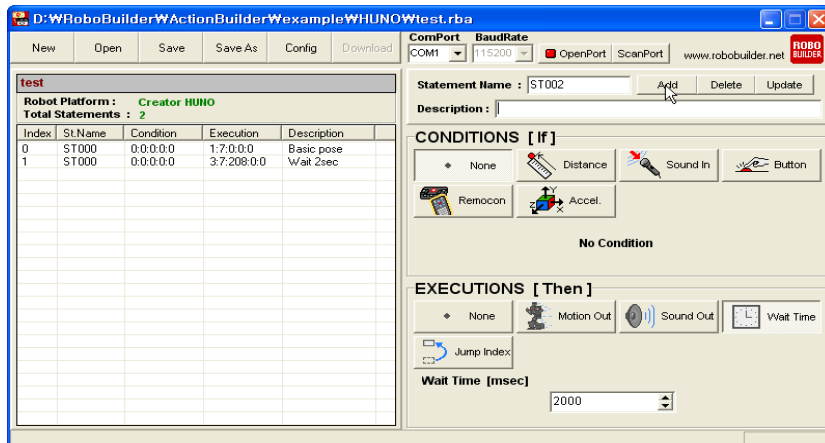 D:₩RoboBuilder₩ActionBuilder₩example₩HUNO₩test.rba
New Open Save Save As Config Download
ComPort BaudRate
COM1 115200 OpenPort ScanPort www.robobuilder.net ROBO BUILDER
test
Robot Platform : Creator HUNO
Total Statements : 2
Index St.Name Condition Execution Description
0 ST000 0:0:0:0:0 1:7:0:0:0 Basic pose
1 ST000 0:0:0:0:0 3:7:208:0:0 Wait 2sec
Statement Name : ST002 Add Delete Update
Description :
CONDITIONS [ If ]
None Distance Sound In Button
Remocon Accel.
No Condition
EXECUTIONS [ Then ]
None Motion Out Sound Out Wait Time
Jump Index
Wait Time [msec]
2000